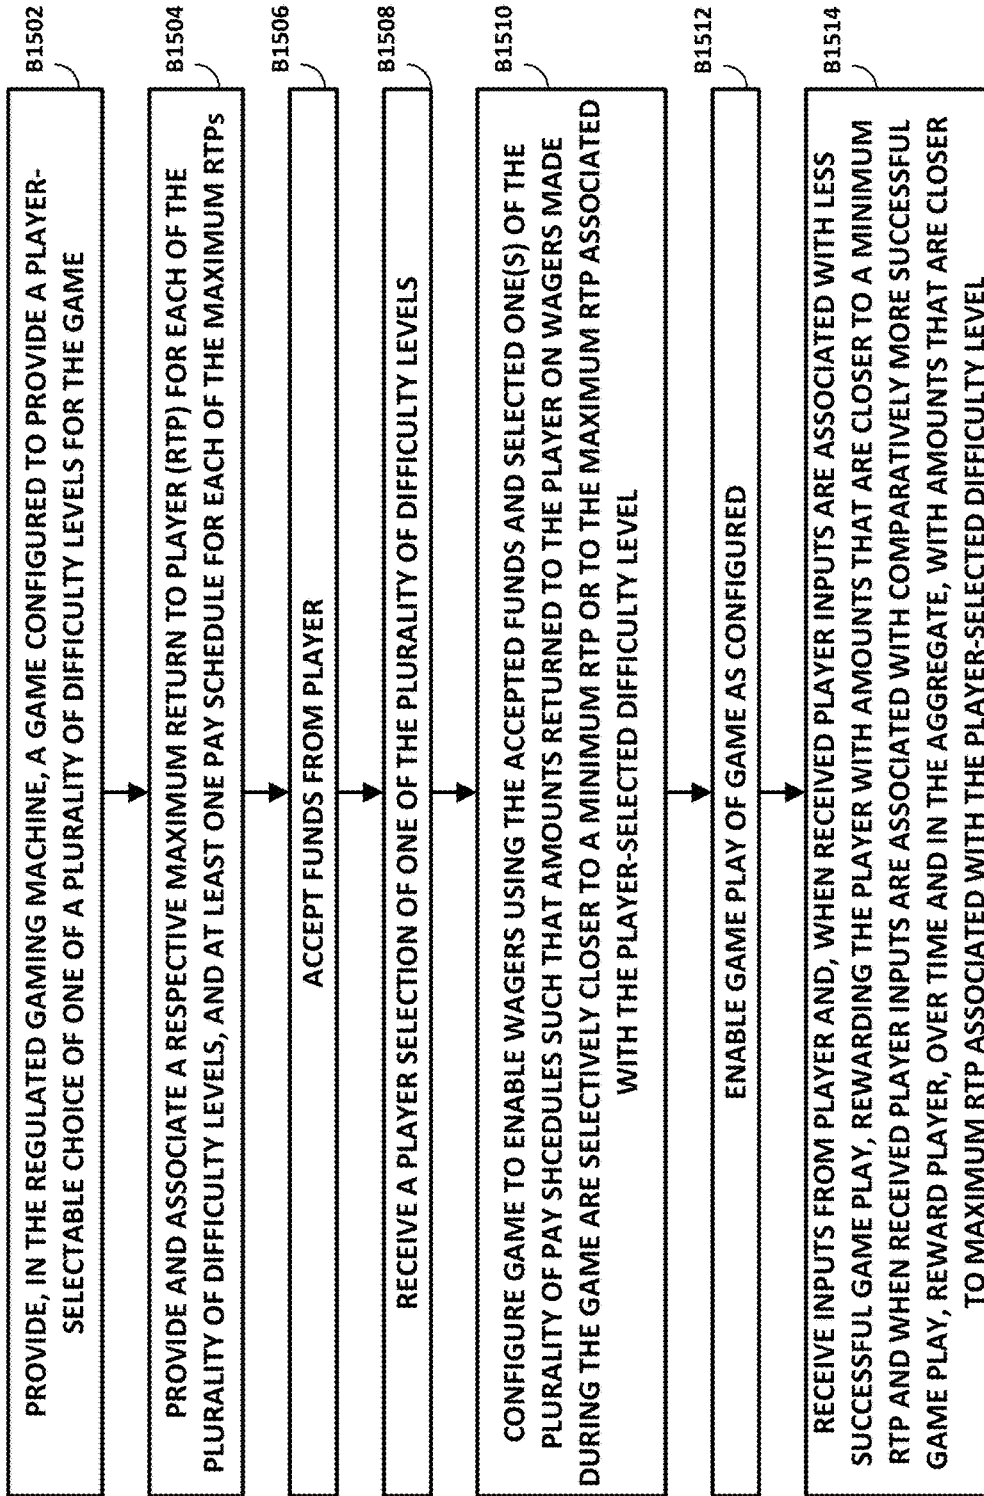 B1502
PROVIDE, IN THE REGULATED GAMING MACHINE, A GAME CONFIGURED TO PROVIDE A PLAYER-
SELECTABLE CHOICE OF ONE OF A PLURALITY OF DIFFICULTY LEVELS FOR THE GAME
B1504
PROVIDE AND ASSOCIATE A RESPECTIVE MAXIMUM RETURN TO PLAYER (RTP) FOR EACH OF THE
PLURALITY OF DIFFICULTY LEVELS, AND AT LEAST ONE PAY SCHEDULE FOR EACH OF THE MAXIMUM RTPs
B1506
ACCEPT FUNDS FROM PLAYER
B1508
RECEIVE A PLAYER SELECTION OF ONE OF THE PLURALITY OF DIFFICULTY LEVELS
B1510
CONFIGURE GAME TO ENABLE WAGERS USING THE ACCEPTED FUNDS AND SELECTED ONE(S) OF THE
PLURALITY OF PAY SHCEDULES SUCH THAT AMOUNTS RETURNED TO THE PLAYER ON WAGERS MADE
DURING THE GAME ARE SELECTIVELY CLOSER TO A MINIMUM RTP OR TO THE MAXIMUM RTP ASSOCIATED
WITH THE PLAYER-SELECTED DIFFICULTY LEVEL
B1512
ENABLE GAME PLAY OF GAME AS CONFIGURED
B1514
RECEIVE INPUTS FROM PLAYER AND, WHEN RECEIVED PLAYER INPUTS ARE ASSOCIATED WITH LESS
SUCCESSFUL GAME PLAY, REWARDING THE PLAYER WITH AMOUNTS THAT ARE CLOSER TO A MINIMUM
RTP AND WHEN RECEIVED PLAYER INPUTS ARE ASSOCIATED WITH COMPARATIVELY MORE SUCCESSFUL
GAME PLAY, REWARD PLAYER, OVER TIME AND IN THE AGGREGATE, WITH AMOUNTS THAT ARE CLOSER
TO MAXIMUM RTP ASSOCIATED WITH THE PLAYER-SELECTED DIFFICULTY LEVEL